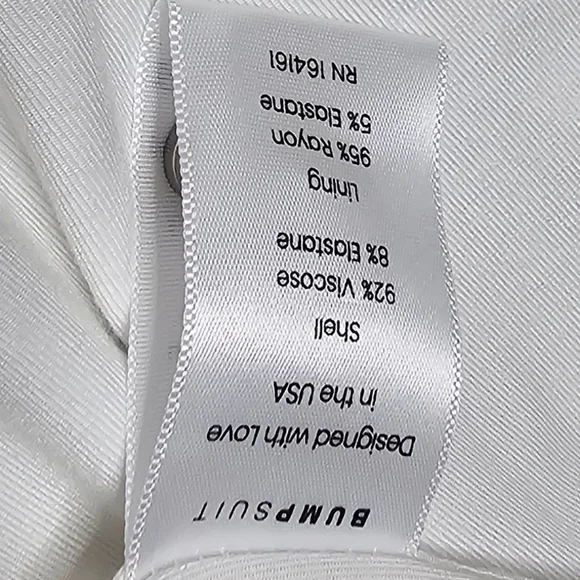 BUMPSUIT
Designed with Love
in the USA
Shell
92% Viscose
8% Elastane
Lining
95% Rayon
5% Elastane
RN 164161